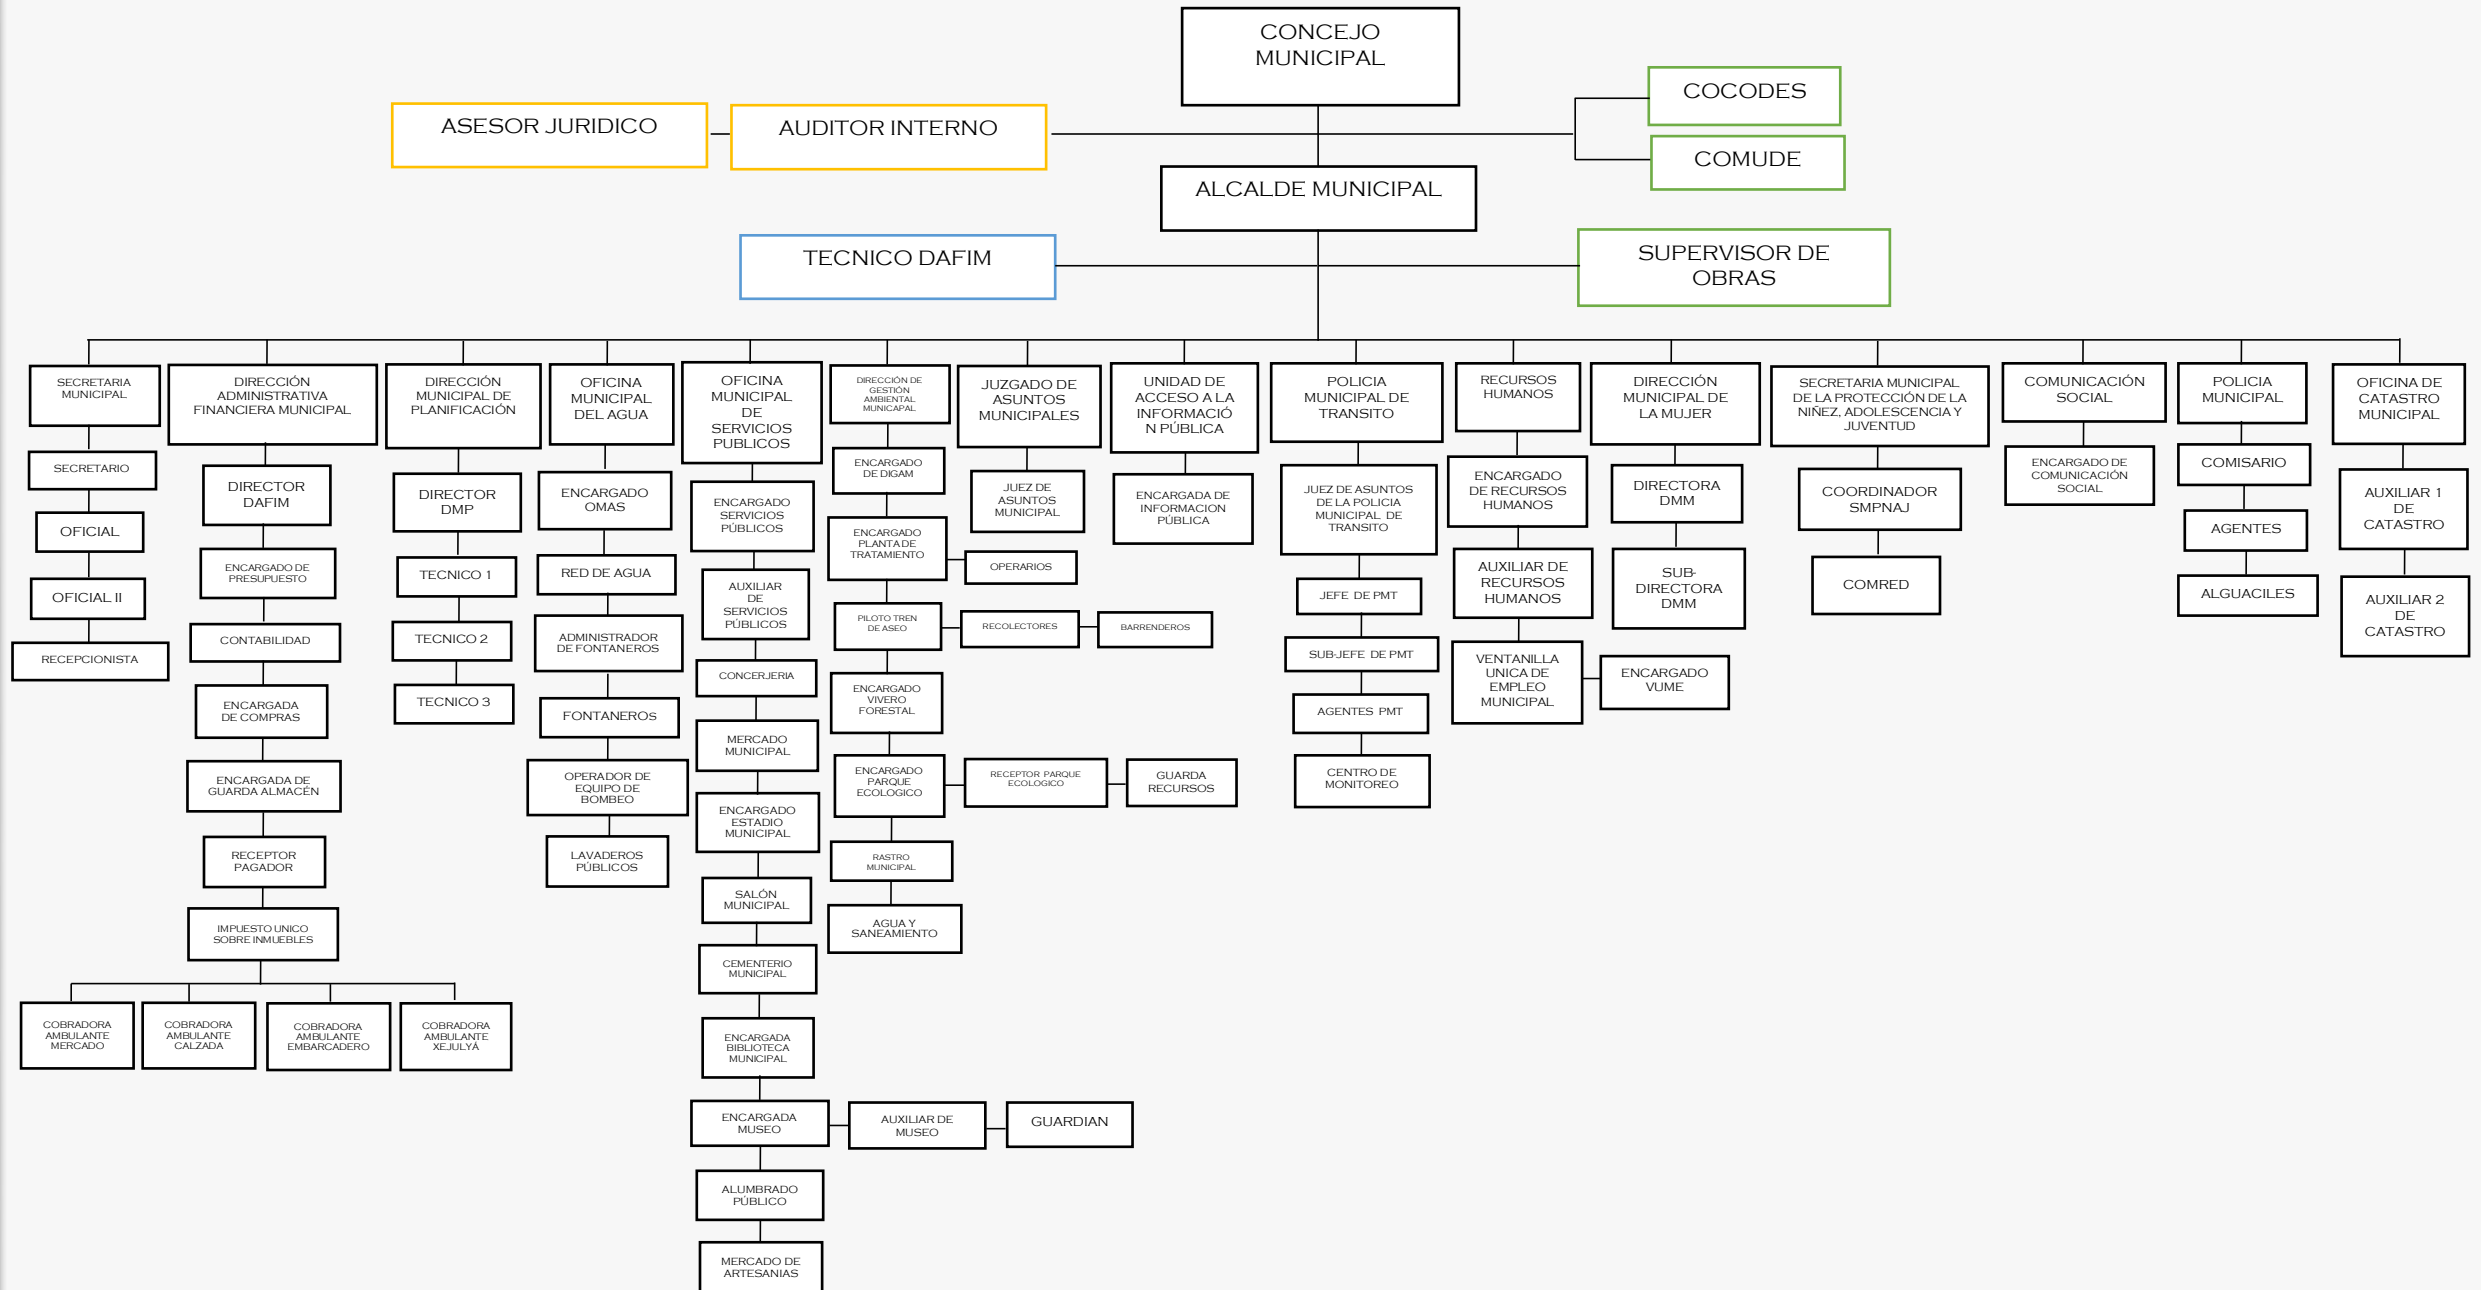 CONCEJO
MUNICIPAL
COCODES
ASESOR JURIDICO
AUDITOR INTERNO
COMUDE
ALCALDE MUNICIPAL
TECNICO DAFIM
SUPERVISOR DE
OBRAS
SECRETARIA
MUNICIPAL
SECRETARIO
OFICIAL
OFICIAL II
RECEPCIONISTA
DIRECCIÓN
ADMINISTRATIVA
FINANCIERA MUNICIPAL
DIRECTOR
DAFIM
ENCARGADO DE
PRESUPUESTO
CONTABILIDAD
ENCARGADA
DE COMPRAS
ENCARGADA DE
GUARDA ALMACÉN
RECEPTOR
PAGADOR
IMPUESTO UNICO
SOBRE INMUEBLES
COBRADORA
AMBULANTE
MERCADO
COBRADORA
AMBULANTE
CALZADA
COBRADORA
AMBULANTE
EMBARCADERO
COBRADORA
AMBULANTE
XEJULYÁ
DIRECCIÓN
MUNICIPAL DE
PLANIFICACIÓN
DIRECTOR
DMP
TECNICO 1
TECNICO 2
TECNICO 3
OFICINA
MUNICIPAL
DEL AGUA
ENCARGADO
OMAS
RED DE AGUA
ADMINISTRADOR
DE FONTANEROS
FONTANEROS
OPERADOR DE
EQUIPO DE
BOMBEO
LAVADEROS
PÚBLICOS
OFICINA
MUNICIPAL
DE
SERVICIOS
PUBLICOS
ENCARGADO
SERVICIOS
PÚBLICOS
AUXILIAR
DE
SERVICIOS
PÚBLICOS
CONCERJERIA
MERCADO
MUNICIPAL
ENCARGADO
ESTADIO
MUNICIPAL
SALÓN
MUNICIPAL
CEMENTERIO
MUNICIPAL
ENCARGADA
BIBLIOTECA
MUNICIPAL
ENCARGADA
MUSEO
AUXILIAR DE
MUSEO
GUARDIAN
ALUMBRADO
PÚBLICO
MERCADO DE
ARTESANIAS
DIRECCIÓN DE
GESTIÓN
AMBIENTAL
MUNICAPAL
ENCARGADO
DE DIGAM
ENCARGADO
PLANTA DE
TRATAMIENTO
OPERARIOS
PILOTO TREN
DE ASEO
RECOLECTORES
BARRENDEROS
ENCARGADO
VIVERO
FORESTAL
ENCARGADO
PARQUE
ECOLOGICO
RECEPTOR PARQUE
ECOLOGICO
GUARDA
RECURSOS
RASTRO
MUNICIPAL
AGUA Y
SANEAMIENTO
JUZGADO DE
ASUNTOS
MUNICIPALES
JUEZ DE
ASUNTOS
MUNICIPAL
UNIDAD DE
ACCESO A LA
INFORMACIÓ
N PÚBLICA
ENCARGADA DE
INFORMACION
PÚBLICA
POLICIA
MUNICIPAL DE
TRANSITO
JUEZ DE ASUNTOS
DE LA POLICIA
MUNICIPAL DE
TRANSITO
JEFE DE PMT
SUB-JEFE DE PMT
AGENTES PMT
CENTRO DE
MONITOREO
RECURSOS
HUMANOS
ENCARGADO
DE RECURSOS
HUMANOS
AUXILIAR DE
RECURSOS
HUMANOS
VENTANILLA
UNICA DE
EMPLEO
MUNICIPAL
ENCARGADO
VUME
DIRECCIÓN
MUNICIPAL DE
LA MUJER
DIRECTORA
DMM
SUB-
DIRECTORA
DMM
SECRETARIA MUNICIPAL
DE LA PROTECCIÓN DE LA
NIÑEZ, ADOLESCENCIA Y
JUVENTUD
COORDINADOR
SMPNAJ
COMRED
COMUNICACIÓN
SOCIAL
ENCARGADO DE
COMUNICACIÓN
SOCIAL
POLICIA
MUNICIPAL
COMISARIO
AGENTES
ALGUACILES
OFICINA DE
CATASTRO
MUNICIPAL
AUXILIAR 1
DE
CATASTRO
AUXILIAR 2
DE
CATASTRO